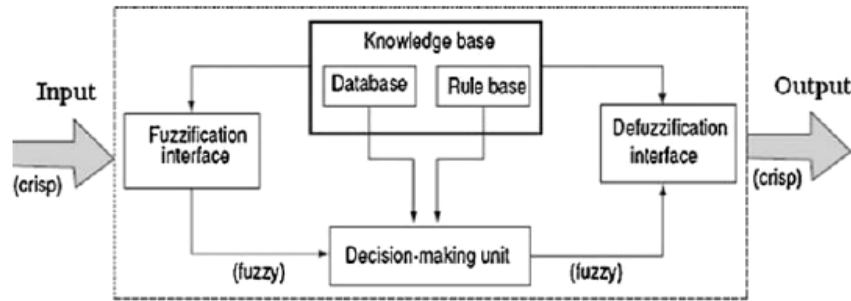 Knowledge base
Database
Rule base
Input
(crisp)
Fuzzification
interface
Defuzzification
interface
Output
(crisp)
(fuzzy)
Decision-making unit
(fuzzy)